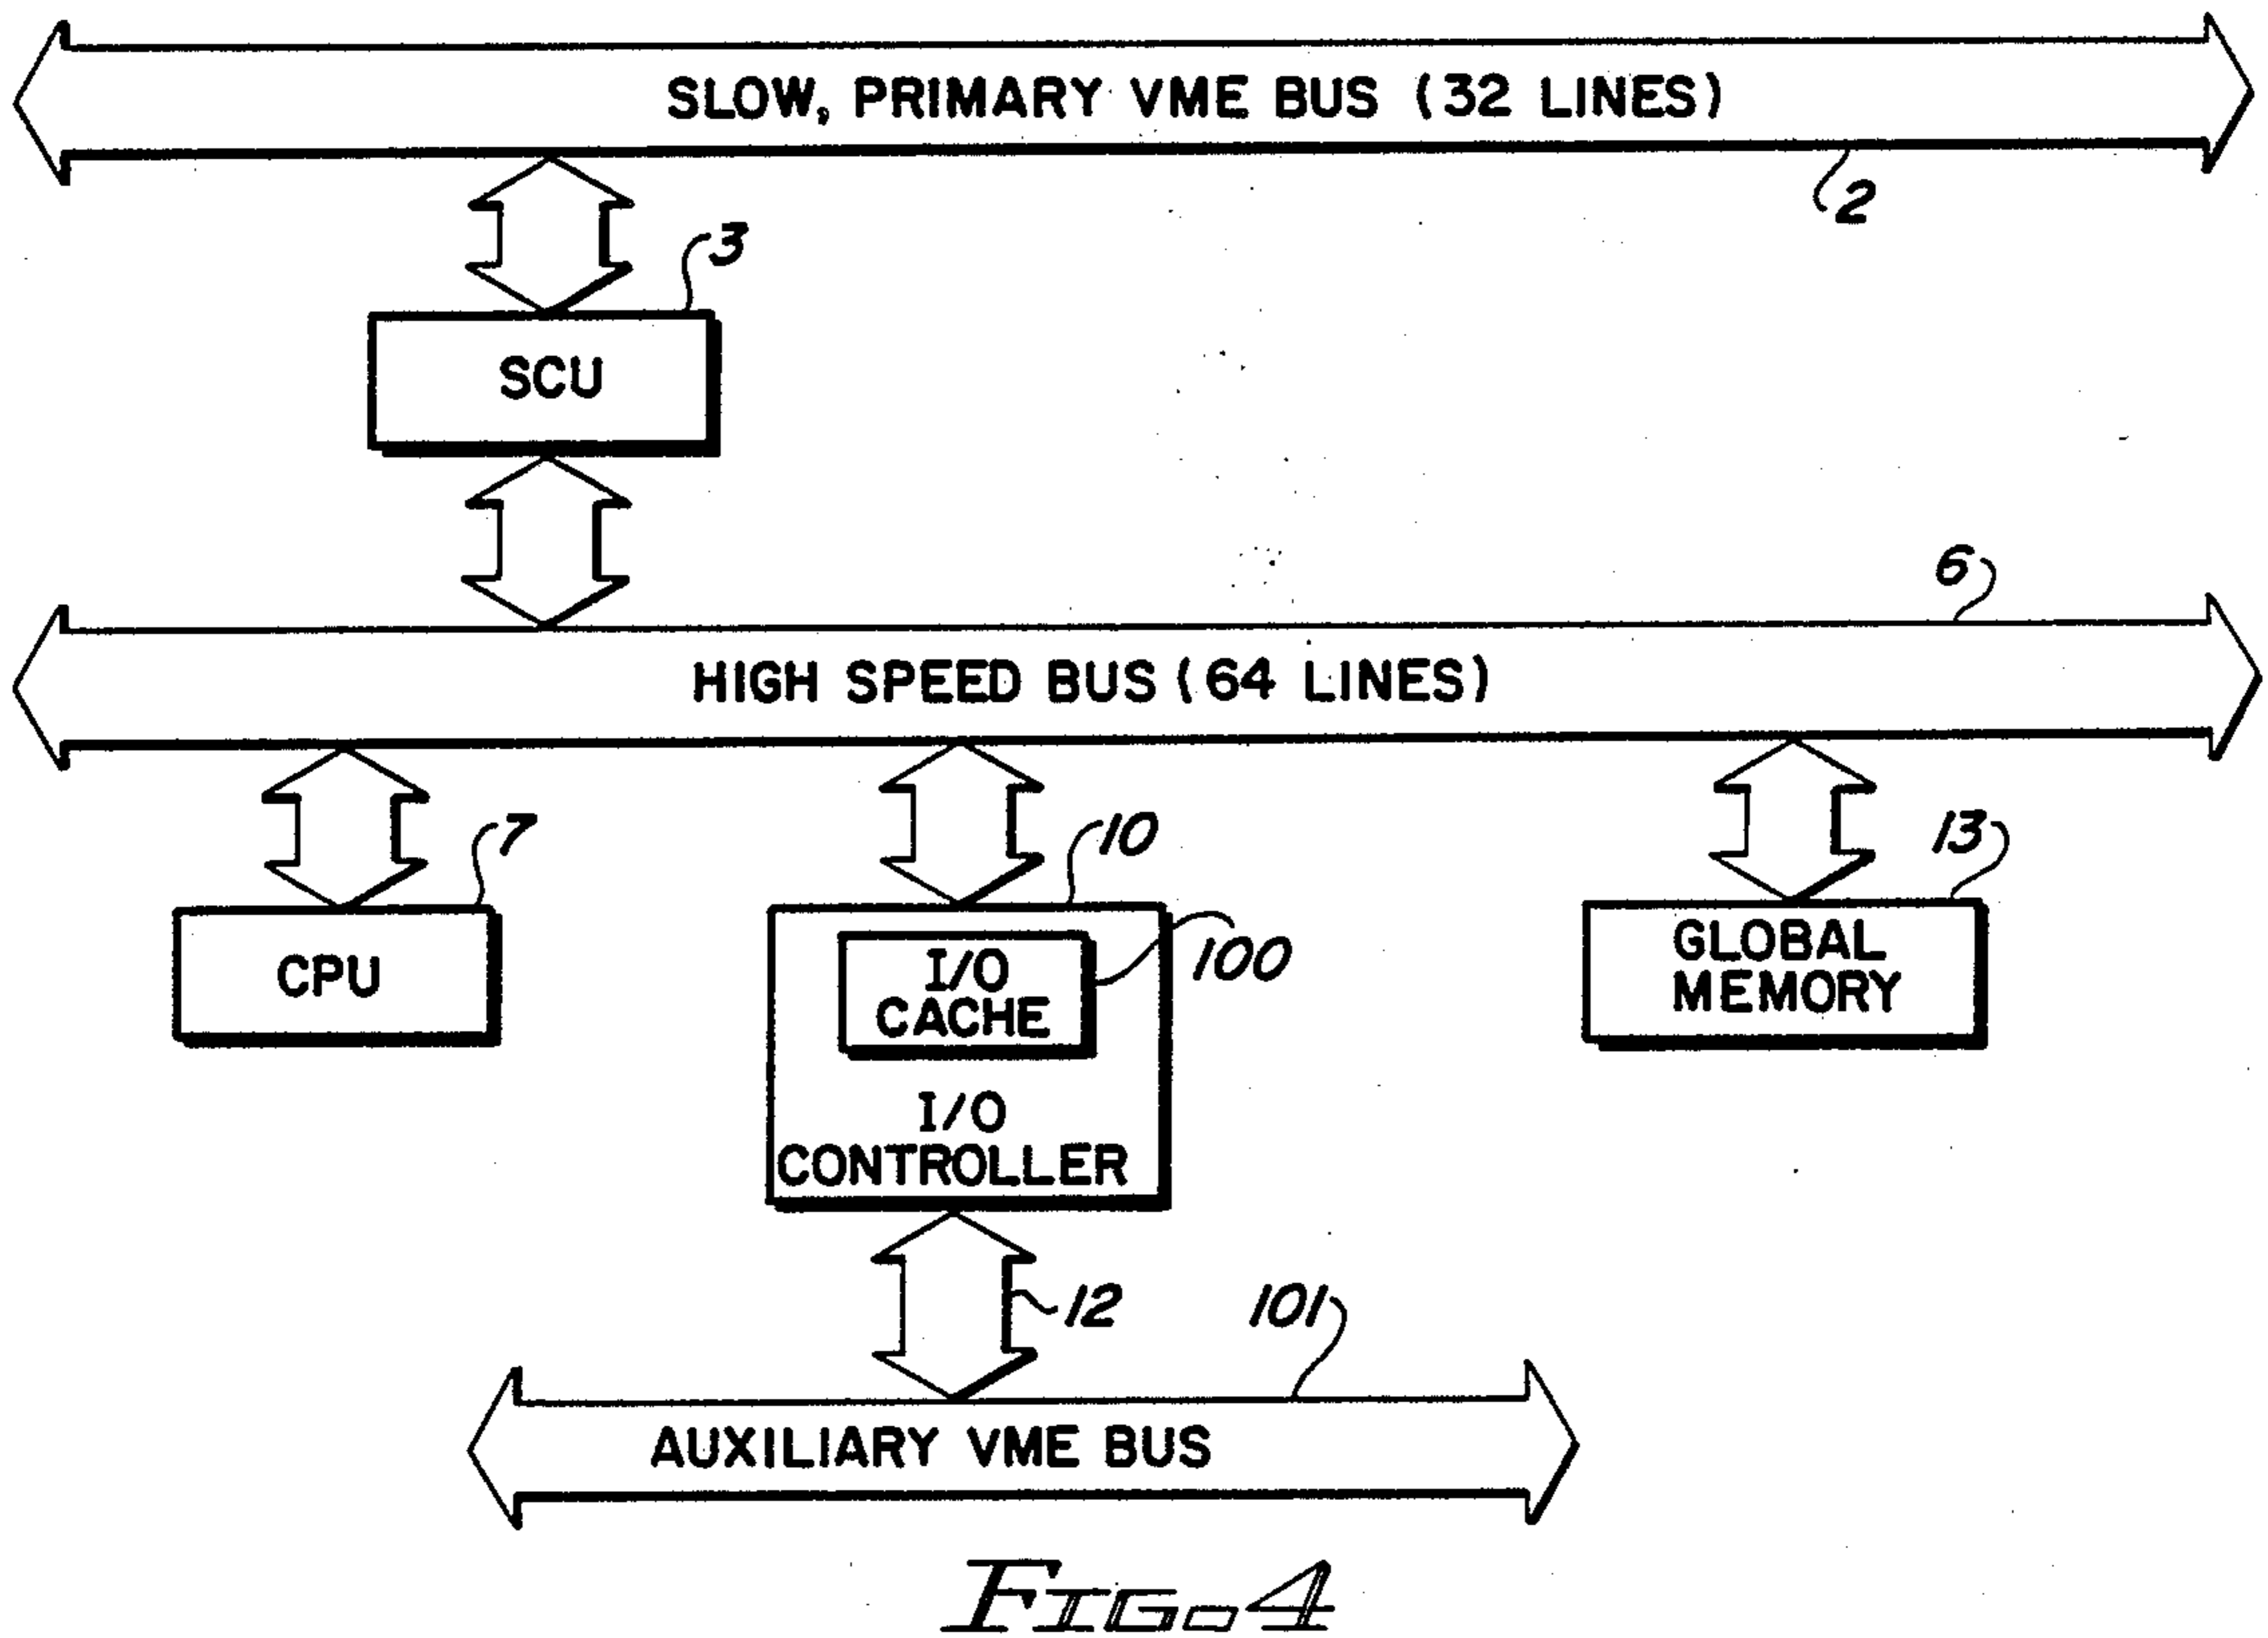 SLOW, PRIMARY VME BUS (32 LINES)
2
3
SCU
6
HIGH SPEED BUS (64 LINES)
7
10
13
CPU
I/O
CACHE
100
GLOBAL
MEMORY
I/O
CONTROLLER
12
101
AUXILIARY VME BUS
FIG. 4